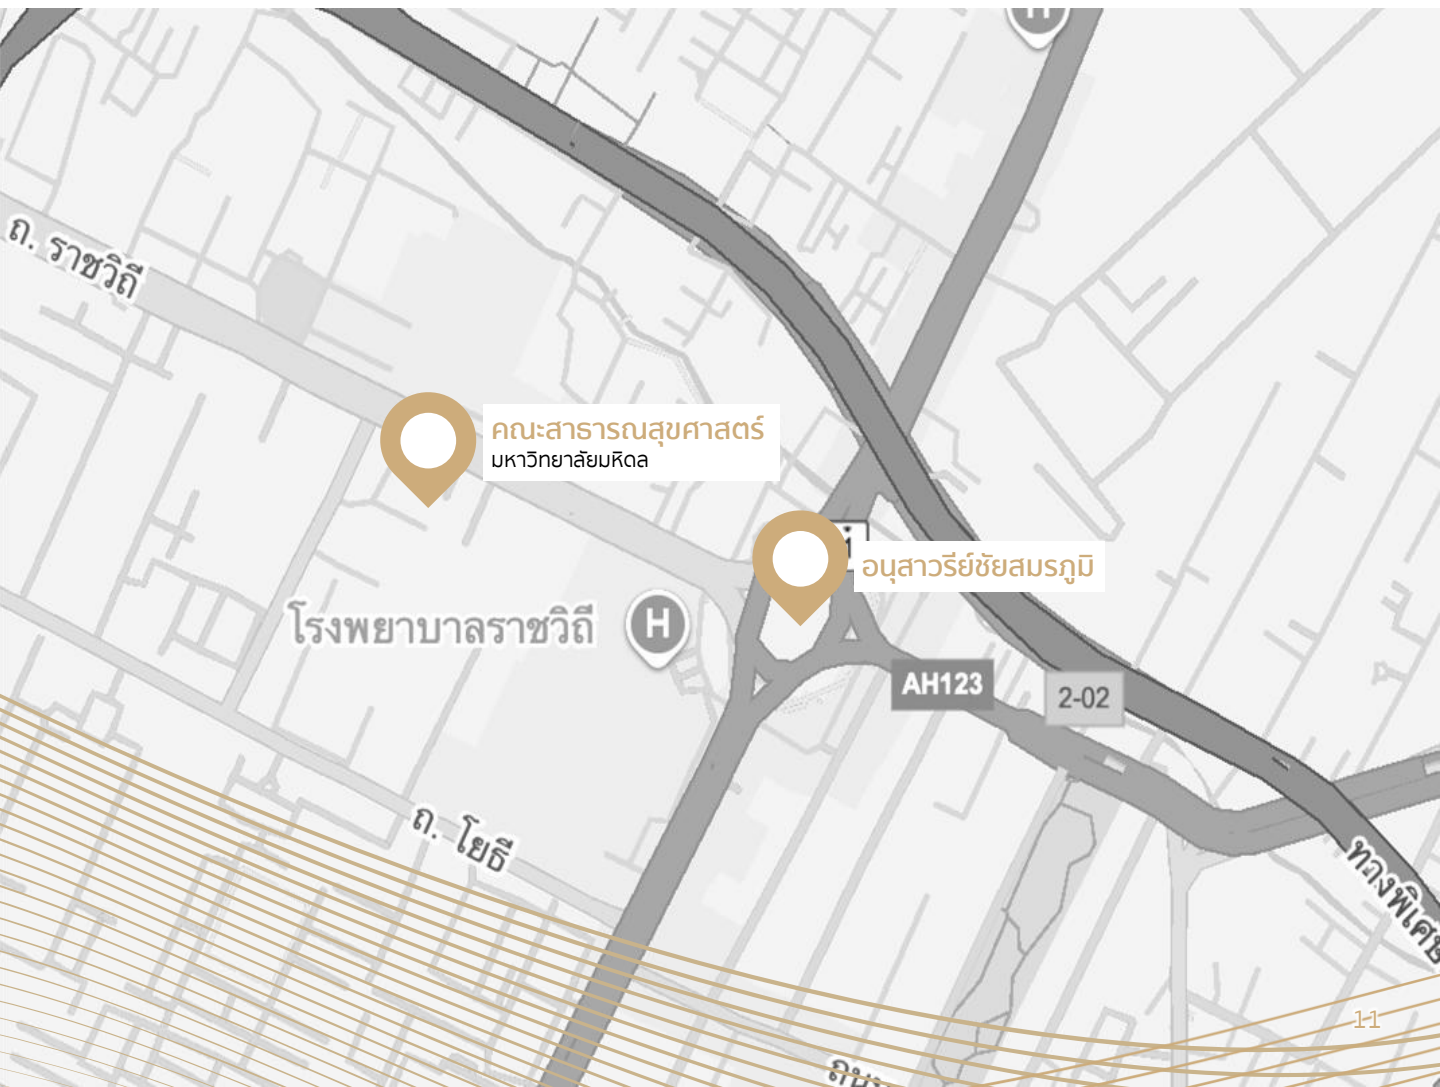 H
ถ. ราชวิถี
คณะสาธารณสุขศาสตร์
มหาวิทยาลัยมหิดล
อนุสาวรีย์ชัยสมรภูมิ
โรงพยาบาลราชวิถี
H
AH123
2-02
ถ. โยธี
ทางพิเศษ
11